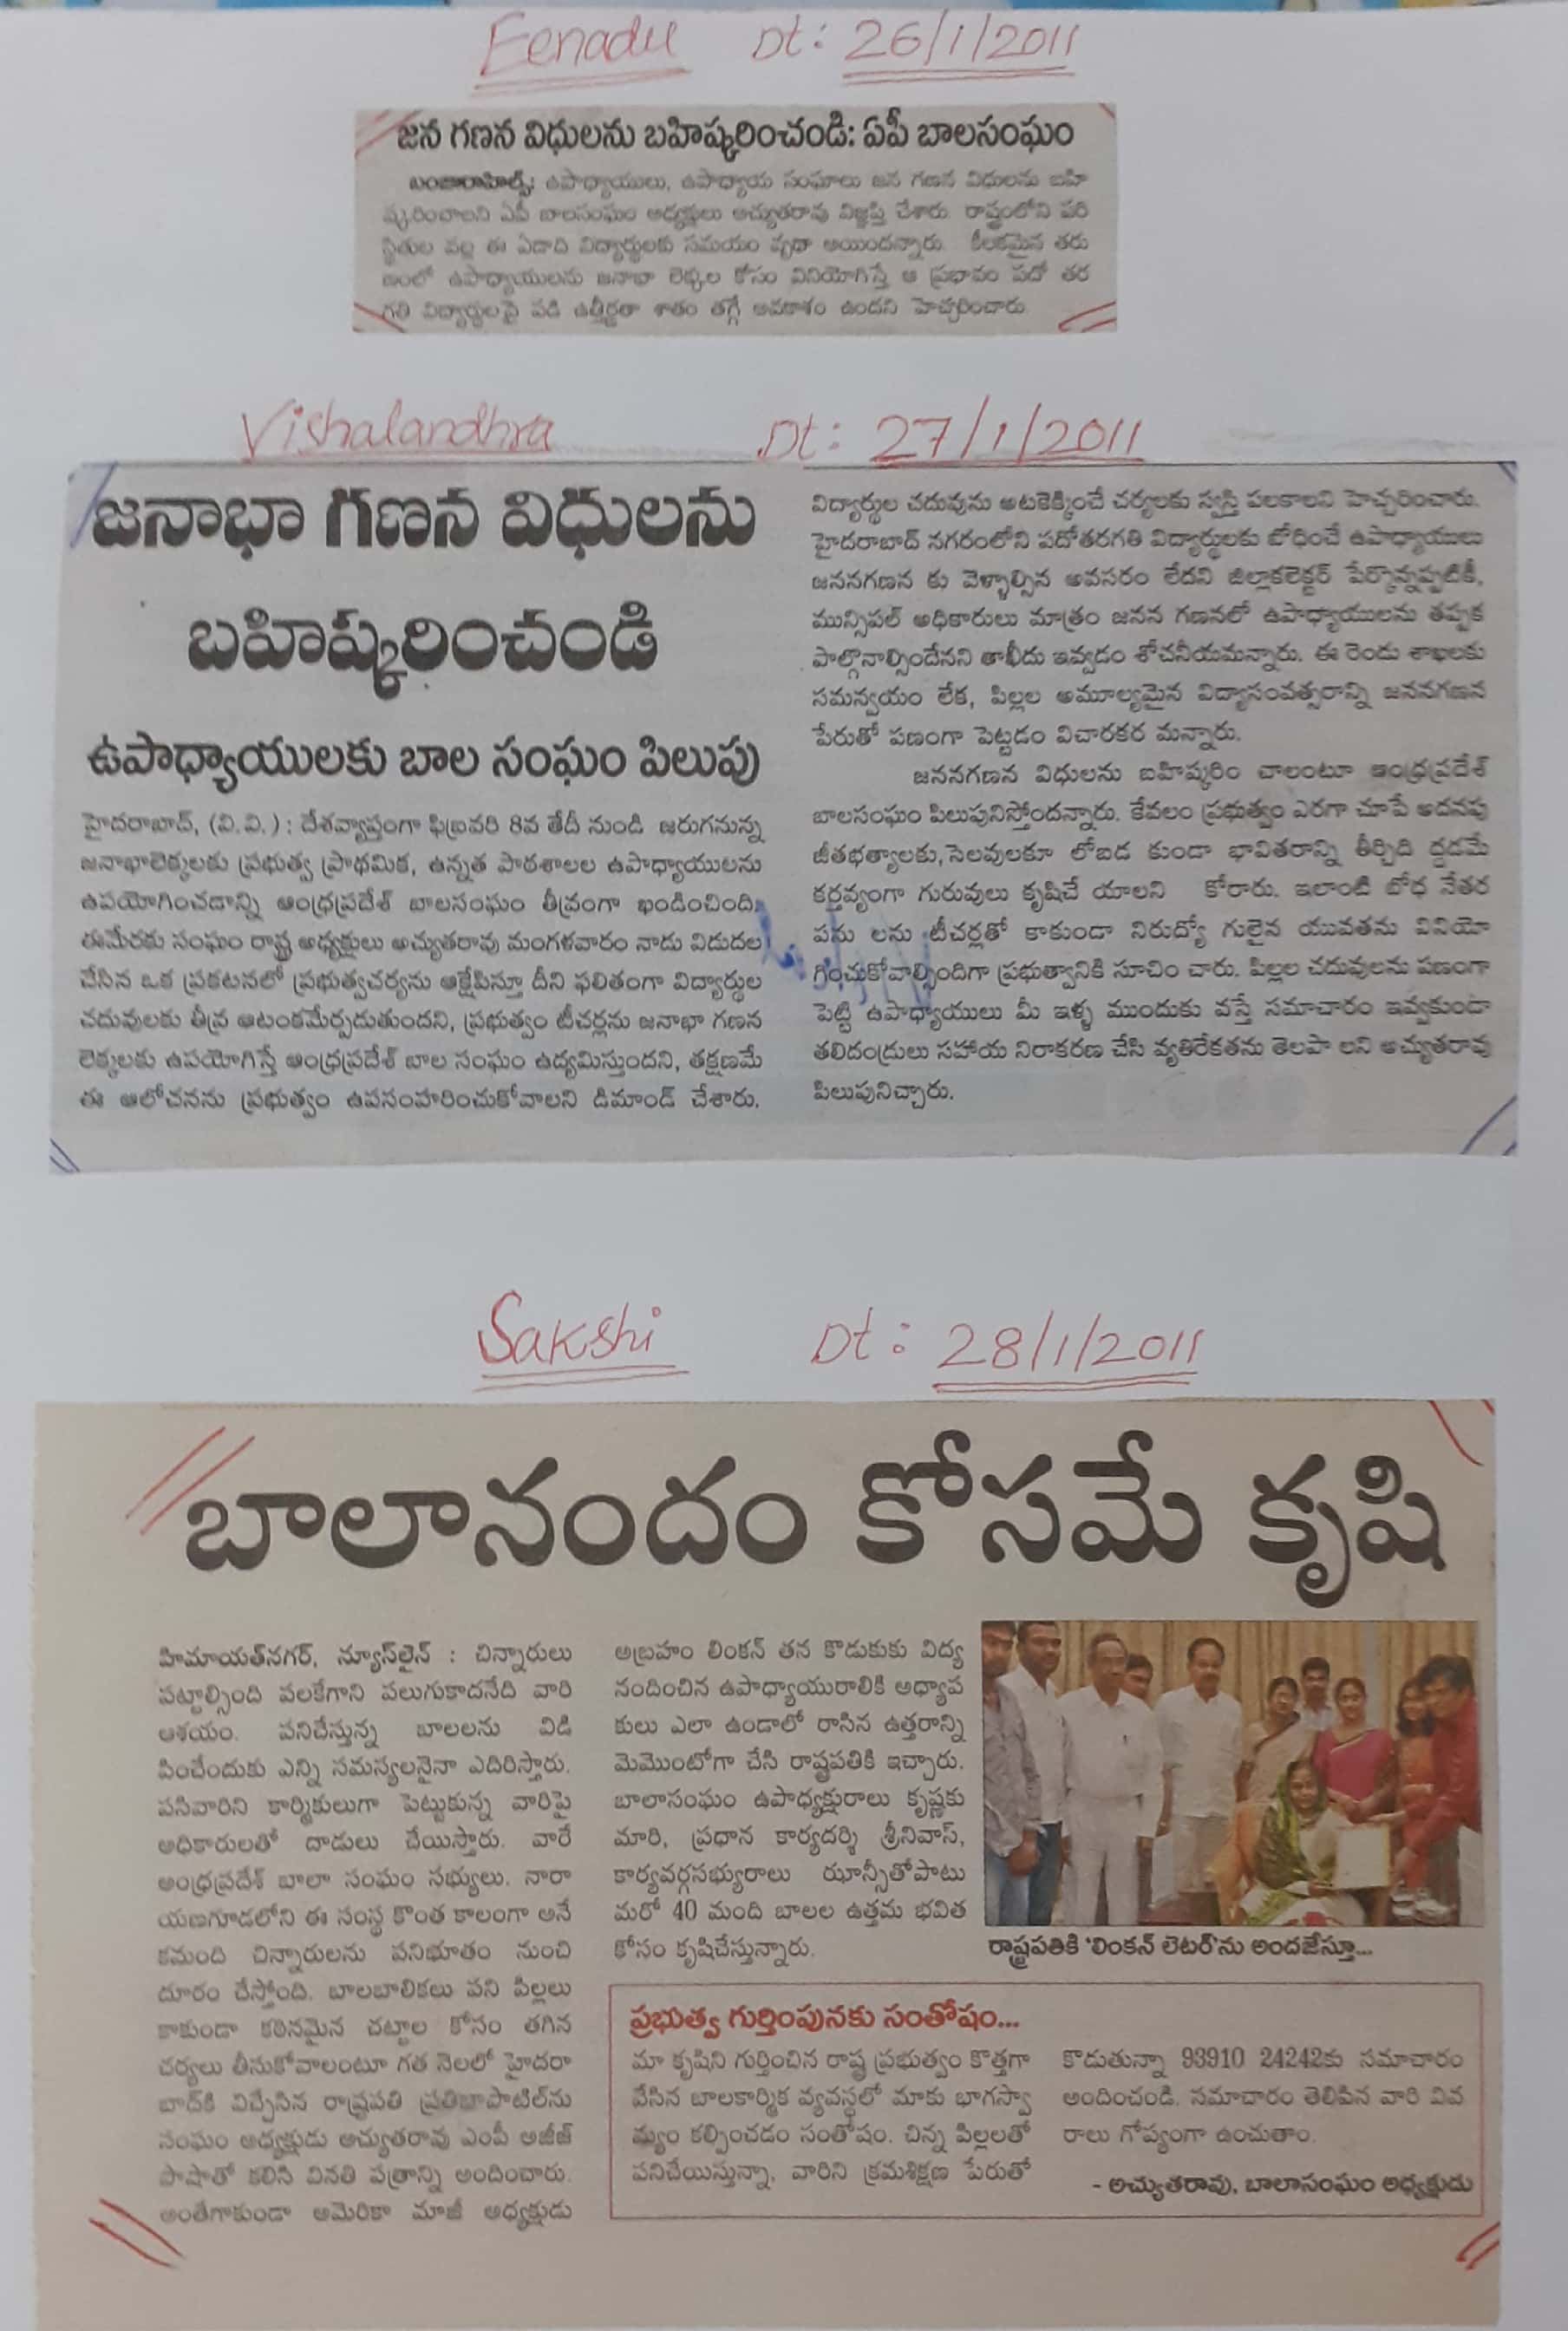 Eenadu Dt: 26/1/2011
జన గణన విధులను బహిష్కరించండి: ఏపీ బాలసంఘం
బంజారాహిల్స్: ఉపాధ్యాయులు, ఉపాధ్యాయ సంఘాలు జన గణన విధులను బహి
ష్కరించాలని ఏపీ బాలసంఘం అధ్యక్షులు అచ్యుతరావు విజ్ఞప్తి చేశారు. రాష్ట్రంలోని పరి
స్థితుల వల్ల ఈ ఏడాది విద్యార్థులకు సమయం వృథా అయిందన్నారు. కీలకమైన తరు
ణంలో ఉపాధ్యాయులను జనాభా లెక్కల కోసం వినియోగిస్తే ఆ ప్రభావం పదో తర
గతి విద్యార్థులపై పడి ఉత్తీర్ణతా శాతం తగ్గే అవకాశం ఉందని హెచ్చరించారు.
Vishalandhra Dt: 27/1/2011
జనాభా గణన విధులను
బహిష్కరించండి
ఉపాధ్యాయులకు బాల సంఘం పిలుపు
హైదరాబాద్, (వి.వి.) : దేశవ్యాప్తంగా ఫిబ్రవరి 8వ తేదీ నుండి జరుగనున్న
జనాభాలెక్కలకు ప్రభుత్వ ప్రాథమిక, ఉన్నత పాఠశాలల ఉపాధ్యాయులను
ఉపయోగించడాన్ని ఆంధ్రప్రదేశ్ బాలసంఘం తీవ్రంగా ఖండించింది.
ఈమేరకు సంఘం రాష్ట్ర అధ్యక్షులు అచ్యుతరావు మంగళవారం నాడు విడుదల
చేసిన ఒక ప్రకటనలో ప్రభుత్వచర్యను ఆక్షేపిస్తూ దీని ఫలితంగా విద్యార్థుల
చదువులకు తీవ్ర ఆటంకమేర్పడుతుందని, ప్రభుత్వం టీచర్లను జనాభా గణన
లెక్కలకు ఉపయోగిస్తే ఆంధ్రప్రదేశ్ బాల సంఘం ఉద్యమిస్తుందని, తక్షణమే
ఈ ఆలోచనను ప్రభుత్వం ఉపసంహరించుకోవాలని డిమాండ్ చేశారు.
విద్యార్థుల చదువును అటకెక్కించే చర్యలకు స్వస్తి పలకాలని హెచ్చరించారు.
హైదరాబాద్ నగరంలోని పదోతరగతి విద్యార్థులకు బోధించే ఉపాధ్యాయులు
జననగణన కు వెళ్ళాల్సిన అవసరం లేదని జిల్లాకలెక్టర్ పేర్కొన్నప్పటికీ,
మున్సిపల్ అధికారులు మాత్రం జనన గణనలో ఉపాధ్యాయులను తప్పక
పాల్గొనాల్సిందేనని తాఖీదు ఇవ్వడం శోచనీయమన్నారు. ఈ రెండు శాఖలకు
సమన్వయం లేక, పిల్లల అమూల్యమైన విద్యాసంవత్సరాన్ని జననగణన
పేరుతో పణంగా పెట్టడం విచారకర మన్నారు.
జననగణన విధులను బహిష్కరిం చాలంటూ ఆంధ్రప్రదేశ్
బాలసంఘం పిలుపునిస్తోందన్నారు. కేవలం ప్రభుత్వం ఎరగా చూపే అదనపు
జీతభత్యాలకు,సెలవులకూ లోబడ కుండా భావితరాన్ని తీర్చిది ద్దడమే
కర్తవ్యంగా గురువులు కృషిచే యాలని కోరారు. ఇలాంటి బోధ నేతర
పను లను టీచర్లతో కాకుండా నిరుద్యో గులైన యువతను వినియో
గించుకోవాల్సిందిగా ప్రభుత్వానికి సూచిం చారు. పిల్లల చదువులను పణంగా
పెట్టి ఉపాధ్యాయులు మీ ఇళ్ళ ముందుకు వస్తే సమాచారం ఇవ్వకుండా
తలిదండ్రులు సహాయ నిరాకరణ చేసి వ్యతిరేకతను తెలపా లని అచ్యుతరావు
పిలుపునిచ్చారు.
Sakshi Dt: 28/1/2011
బాలానందం కోసమే కృషి
హిమాయత్‌నగర్, న్యూస్‌లైన్ : చిన్నారులు
పట్టాల్సింది పలకేగాని పలుగుకాదనేది వారి
ఆశయం. పనిచేస్తున్న బాలలను విడి
పించేందుకు ఎన్ని సమస్యలనైనా ఎదిరిస్తారు.
పసివారిని కార్మికులుగా పెట్టుకున్న వారిపై
అధికారులతో దాడులు చేయిస్తారు. వారే
ఆంధ్రప్రదేశ్ బాలా సంఘం సభ్యులు. నారా
యణగూడలోని ఈ సంస్థ కొంత కాలంగా అనే
కమంది చిన్నారులను పనిభూతం నుంచి
దూరం చేస్తోంది. బాలబాలికలు పని పిల్లలు
కాకుండా కఠినమైన చట్టాల కోసం తగిన
చర్యలు తీసుకోవాలంటూ గత నెలలో హైదరా
బాద్‌కి విచ్చేసిన రాష్ట్రపతి ప్రతిభాపాటిల్‌ను
సంఘం అధ్యక్షుడు అచ్యుతరావు ఎంపీ అజీజ్
పాషాతో కలిసి వినతి పత్రాన్ని అందించారు.
అంతేగాకుండా అమెరికా మాజీ అధ్యక్షుడు
అబ్రహం లింకన్ తన కొడుకుకు విద్య
నందించిన ఉపాధ్యాయురాలికి అధ్యాప
కులు ఎలా ఉండాలో రాసిన ఉత్తరాన్ని
మెమొంటోగా చేసి రాష్ట్రపతికి ఇచ్చారు.
బాలాసంఘం ఉపాధ్యక్షురాలు కృష్ణకు
మారి, ప్రధాన కార్యదర్శి శ్రీనివాస్,
కార్యవర్గసభ్యురాలు ఝాన్సీతోపాటు
మరో 40 మంది బాలల ఉత్తమ భవిత
కోసం కృషిచేస్తున్నారు.
రాష్ట్రపతికి ‘లింకన్ లెటర్’ను అందజేస్తూ...
ప్రభుత్వ గుర్తింపునకు సంతోషం...
మా కృషిని గుర్తించిన రాష్ట్ర ప్రభుత్వం కొత్తగా
వేసిన బాలకార్మిక వ్యవస్థలో మాకు భాగస్వా
మ్యం కల్పించడం సంతోషం. చిన్న పిల్లలతో
పనిచేయిస్తున్నా, వారిని క్రమశిక్షణ పేరుతో
కొడుతున్నా 93910 24242కు సమాచారం
అందించండి. సమాచారం తెలిపిన వారి వివ
రాలు గోప్యంగా ఉంచుతాం.
- అచ్యుతరావు, బాలాసంఘం అధ్యక్షుడు